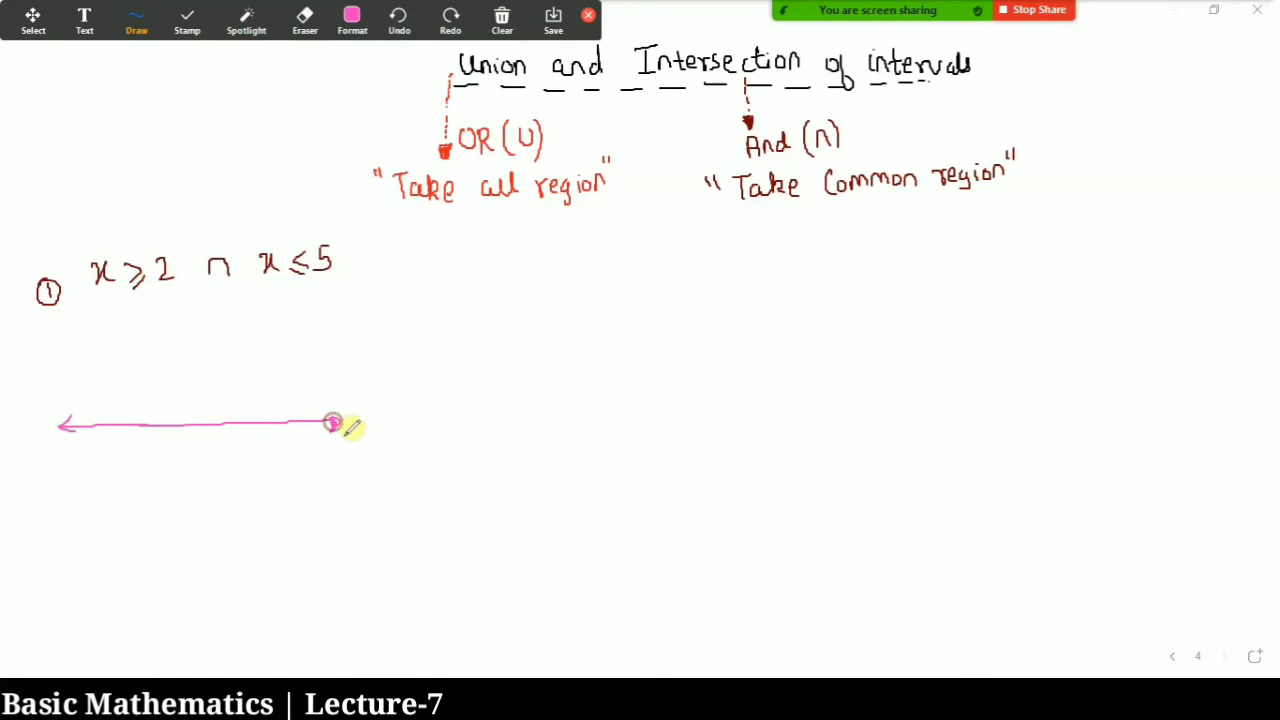 You are screen sharing Stop Share
Select Text Draw Stamp Spotlight Eraser Format Undo Redo Clear Save
Union and Intersection of intervals
OR (U)
And (∩)
"Take all region"
"Take Common region"
① x ⩾ 2 ∩ x ≤ 5
4
Basic Mathematics | Lecture-7